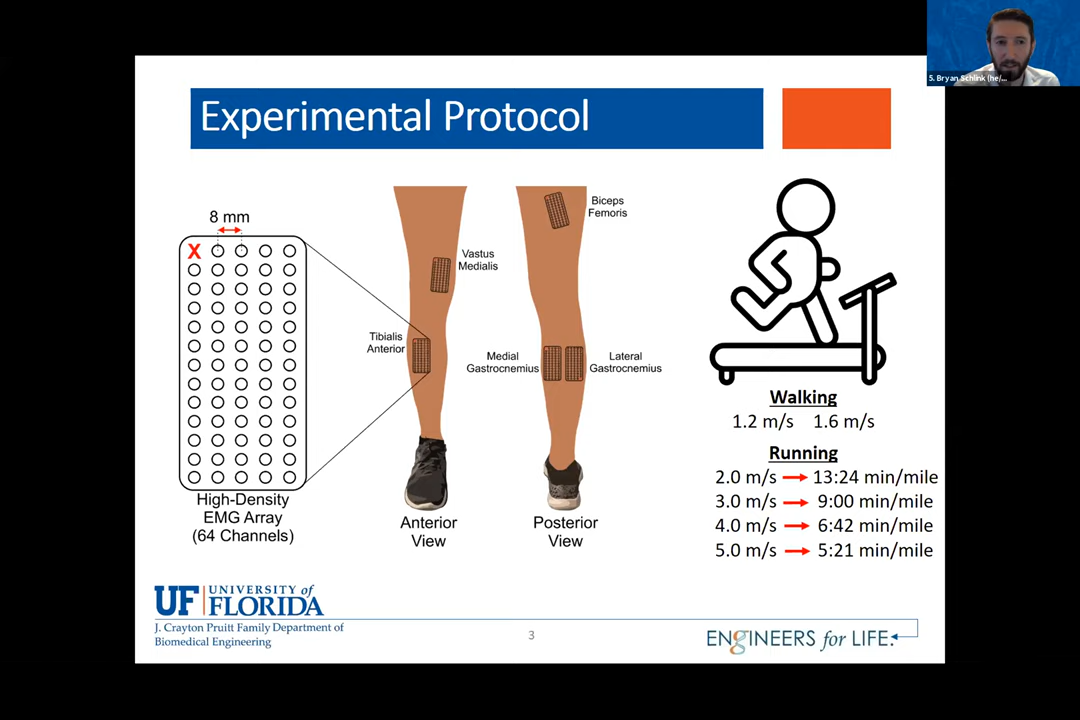 5. Bryan Schlink (he/...
Experimental Protocol
8 mm
X
High-Density
EMG Array
(64 Channels)
Vastus
Medialis
Tibialis
Anterior
Anterior
View
Biceps
Femoris
Medial
Gastrocnemius
Lateral
Gastrocnemius
Posterior
View
Walking
1.2 m/s 1.6 m/s
Running
2.0 m/s → 13:24 min/mile
3.0 m/s → 9:00 min/mile
4.0 m/s → 6:42 min/mile
5.0 m/s → 5:21 min/mile
UF UNIVERSITY of
FLORIDA
J. Crayton Pruitt Family Department of
Biomedical Engineering
3
ENGINEERS for LIFE.